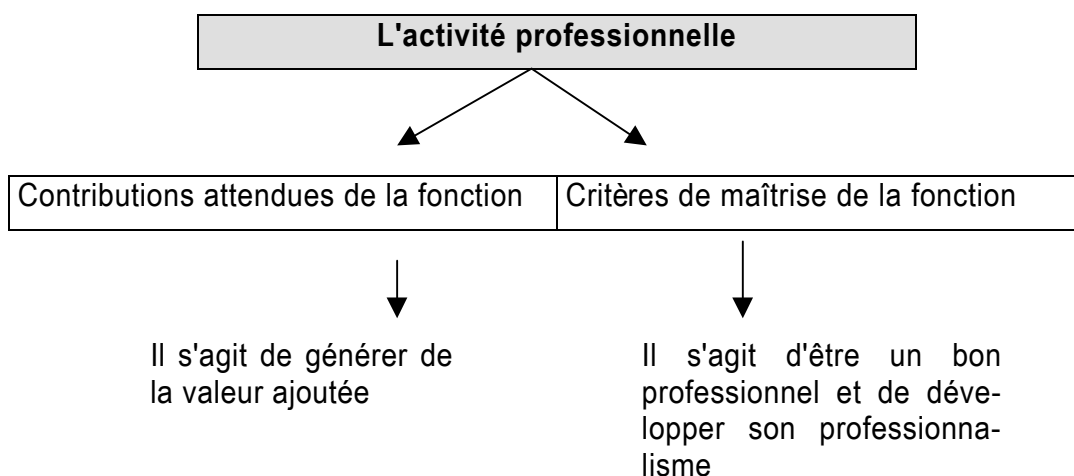 L'activité professionnelle
Contributions attendues de la fonction
Critères de maîtrise de la fonction
Il s'agit de générer de
la valeur ajoutée
Il s'agit d'être un bon
professionnel et de déve-
lopper son professionna-
lisme